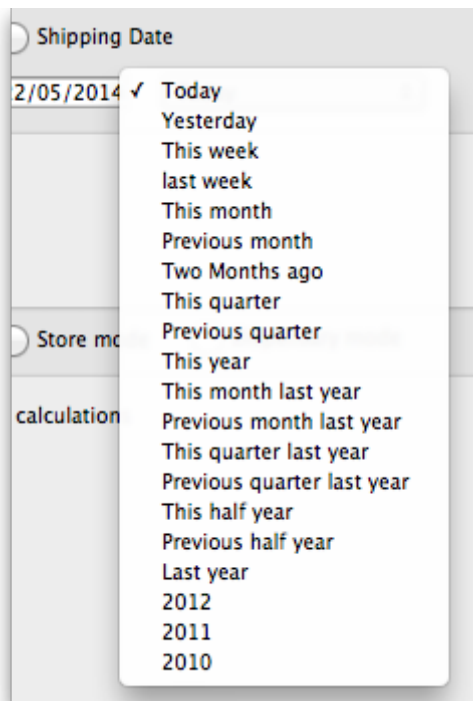 Shipping Date
2/05/2014 ✓ Today
Yesterday
This week
last week
This month
Previous month
Two Months ago
This quarter
Store Previous quarter
This year
This month last year
calculation Previous month last year
This quarter last year
Previous quarter last year
This half year
Previous half year
Last year
2012
2011
2010